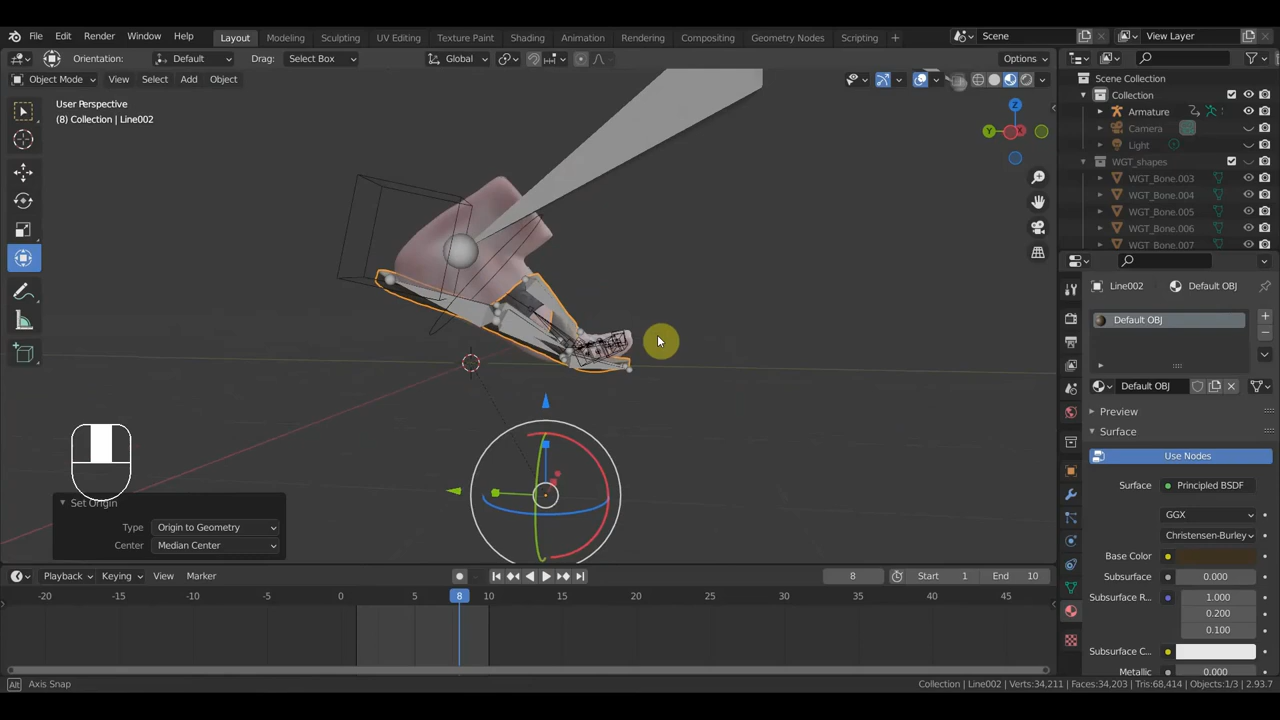 File Edit Render Window Help Layout Modeling Sculpting UV Editing Texture Paint Shading Animation Rendering Compositing Geometry Nodes Scripting + Scene View Layer
Orientation: Default Drag: Select Box Global Options
Object Mode View Select Add Object
User Perspective
(8) Collection | Line002
Z
Y
X
Scene Collection
Collection
Armature
Camera
Light
WGT_shapes
WGT_Bone.003
WGT_Bone.004
WGT_Bone.005
WGT_Bone.006
WGT_Bone.007
Line002 Default OBJ
Default OBJ
Default OBJ
Preview
Surface
Use Nodes
Surface Principled BSDF
GGX
Christensen-Burley
Base Color
Subsurface 0.000
Subsurface R... 1.000
0.200
0.100
Subsurface C...
Metallic 0.000
Set Origin
Type Origin to Geometry
Center Median Center
Playback Keying View Marker 8 Start 1 End 10
-20 -15 -10 -5 0 5 8 10 15 20 25 30 35 40 45
Alt Axis Snap Collection | Line002 | Verts:34,211 | Faces:34,203 | Tris:68,414 | Objects:1/3 | 2.93.7